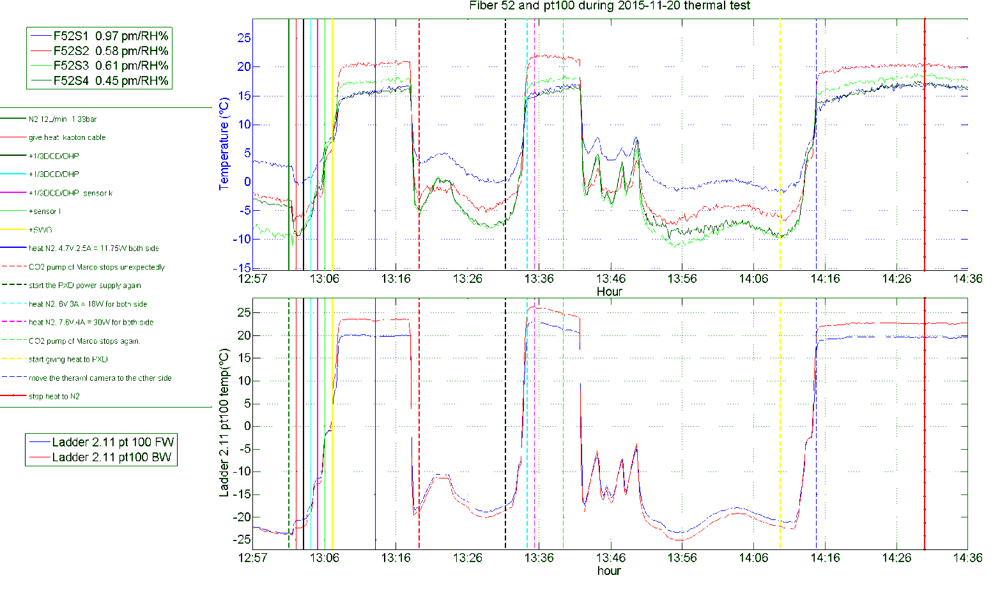 Fiber 52 and pt100 during 2015-11-20 thermal test
F52S1 0.97 pm/RH%
F52S2 0.58 pm/RH%
F52S3 0.61 pm/RH%
F52S4 0.45 pm/RH%
N2 12L/min 1.33bar
give heat kapton cable
+1/3DCD/DHP
+1/3DCD/DHP
+1/3DCD/DHP sensor k
+sensor l
+SWG
heat N2. 4.7V.2.5A = 11.75W both side
CO2 pump of Marco stops unexpectedly
start the PXD power supply again
heat N2. 6V.3A = 18W for both side
heat N2. 7.6V.4A = 30W for both side
CO2 pump of Marco stops again.
start giving heat to PXD
move the theraml camera to the other side
stop heat to N2
Ladder 2.11 pt 100 FW
Ladder 2.11 pt100 BW
Temperature (°C)
25
20
15
10
5
0
-5
-10
-15
12:57 13:06 13:16 13:26 13:36 13:46 13:56 14:06 14:16 14:26 14:36
Hour
Ladder 2.11 pt100 temp(°C)
25
20
15
10
5
0
-5
-10
-15
-20
-25
12:57 13:06 13:16 13:26 13:36 13:46 13:56 14:06 14:16 14:26 14:36
hour